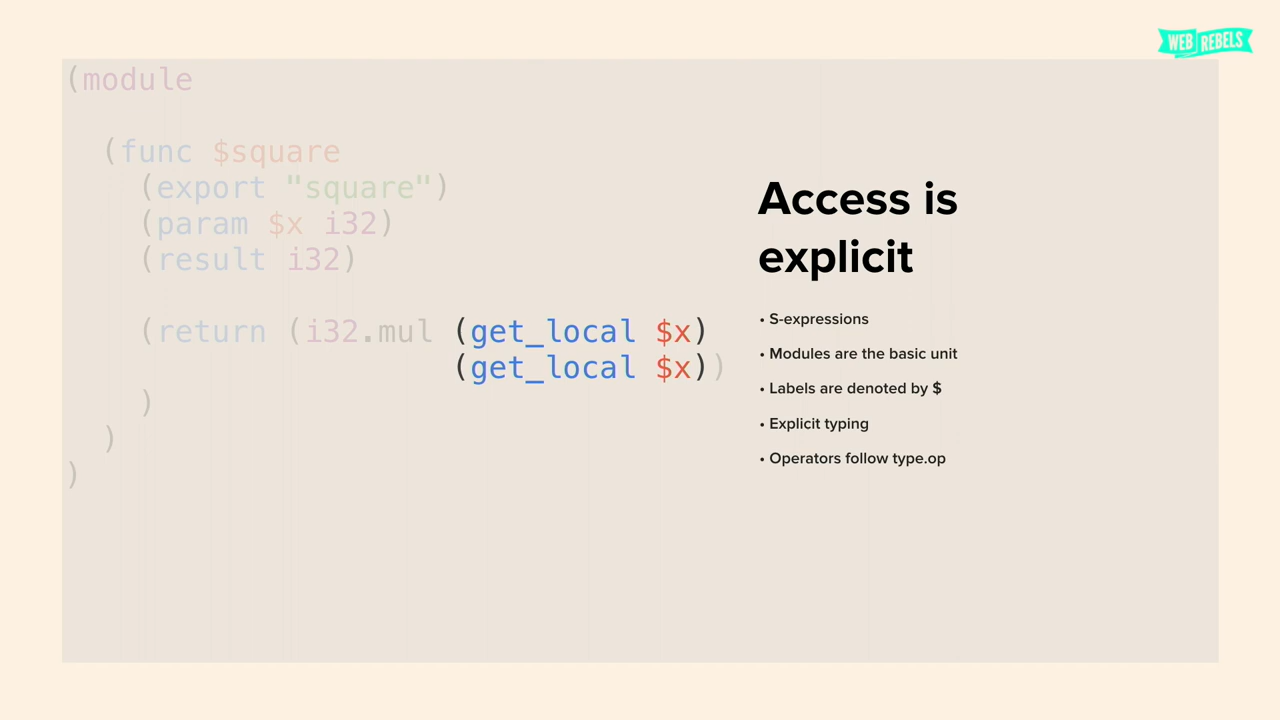 WEB REBELS
(module
(func $square
(export "square")
(param $x i32)
(result i32)
(return (i32.mul (get_local $x)
(get_local $x))
)
)
)
Access is
explicit
• S-expressions
• Modules are the basic unit
• Labels are denoted by $
• Explicit typing
• Operators follow type.op